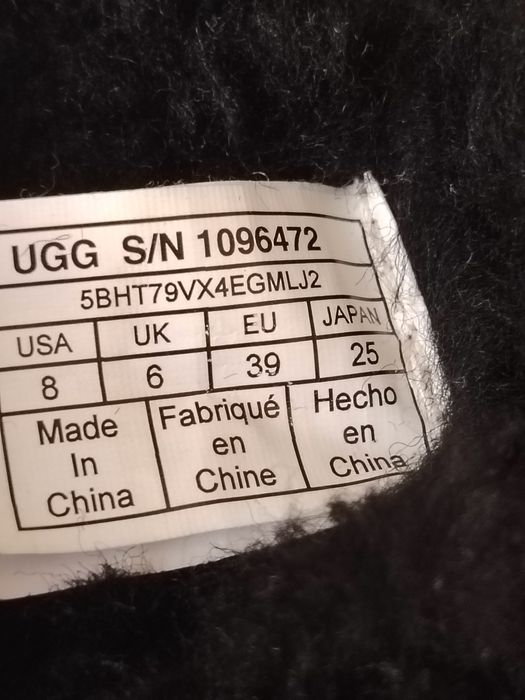 UGG S/N 1096472
5BHT79VX4EGMLJ2
USA UK EU JAPAN
8 6 39 25
Made In China
Fabriqué en Chine
Hecho en China